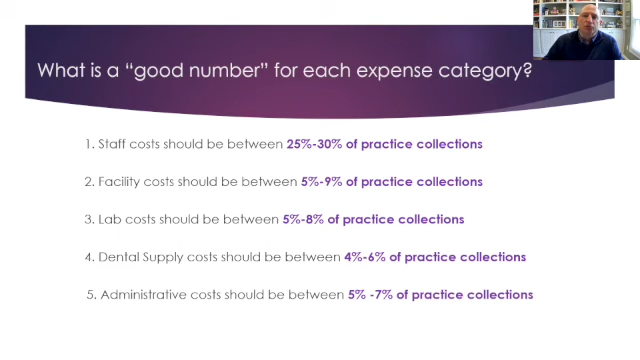 What is a “good number” for each expense category?
1. Staff costs should be between 25%-30% of practice collections
2. Facility costs should be between 5%-9% of practice collections
3. Lab costs should be between 5%-8% of practice collections
4. Dental Supply costs should be between 4%-6% of practice collections
5. Administrative costs should be between 5% -7% of practice collections